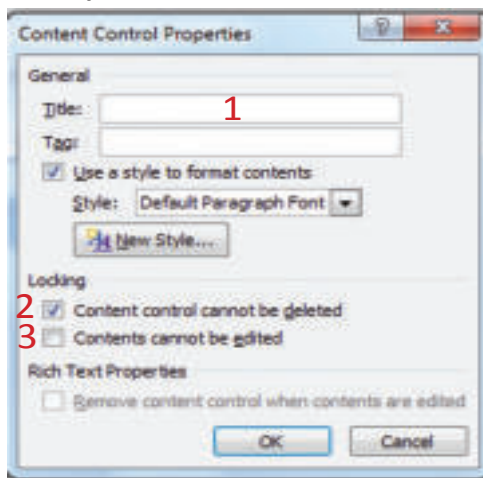 Content Control Properties
General
Title: 1
Tag:
Use a style to format contents
Style: Default Paragraph Font
New Style...
Locking
2 Content control cannot be deleted
3 Contents cannot be edited
Rich Text Properties
Remove content control when contents are edited
OK Cancel